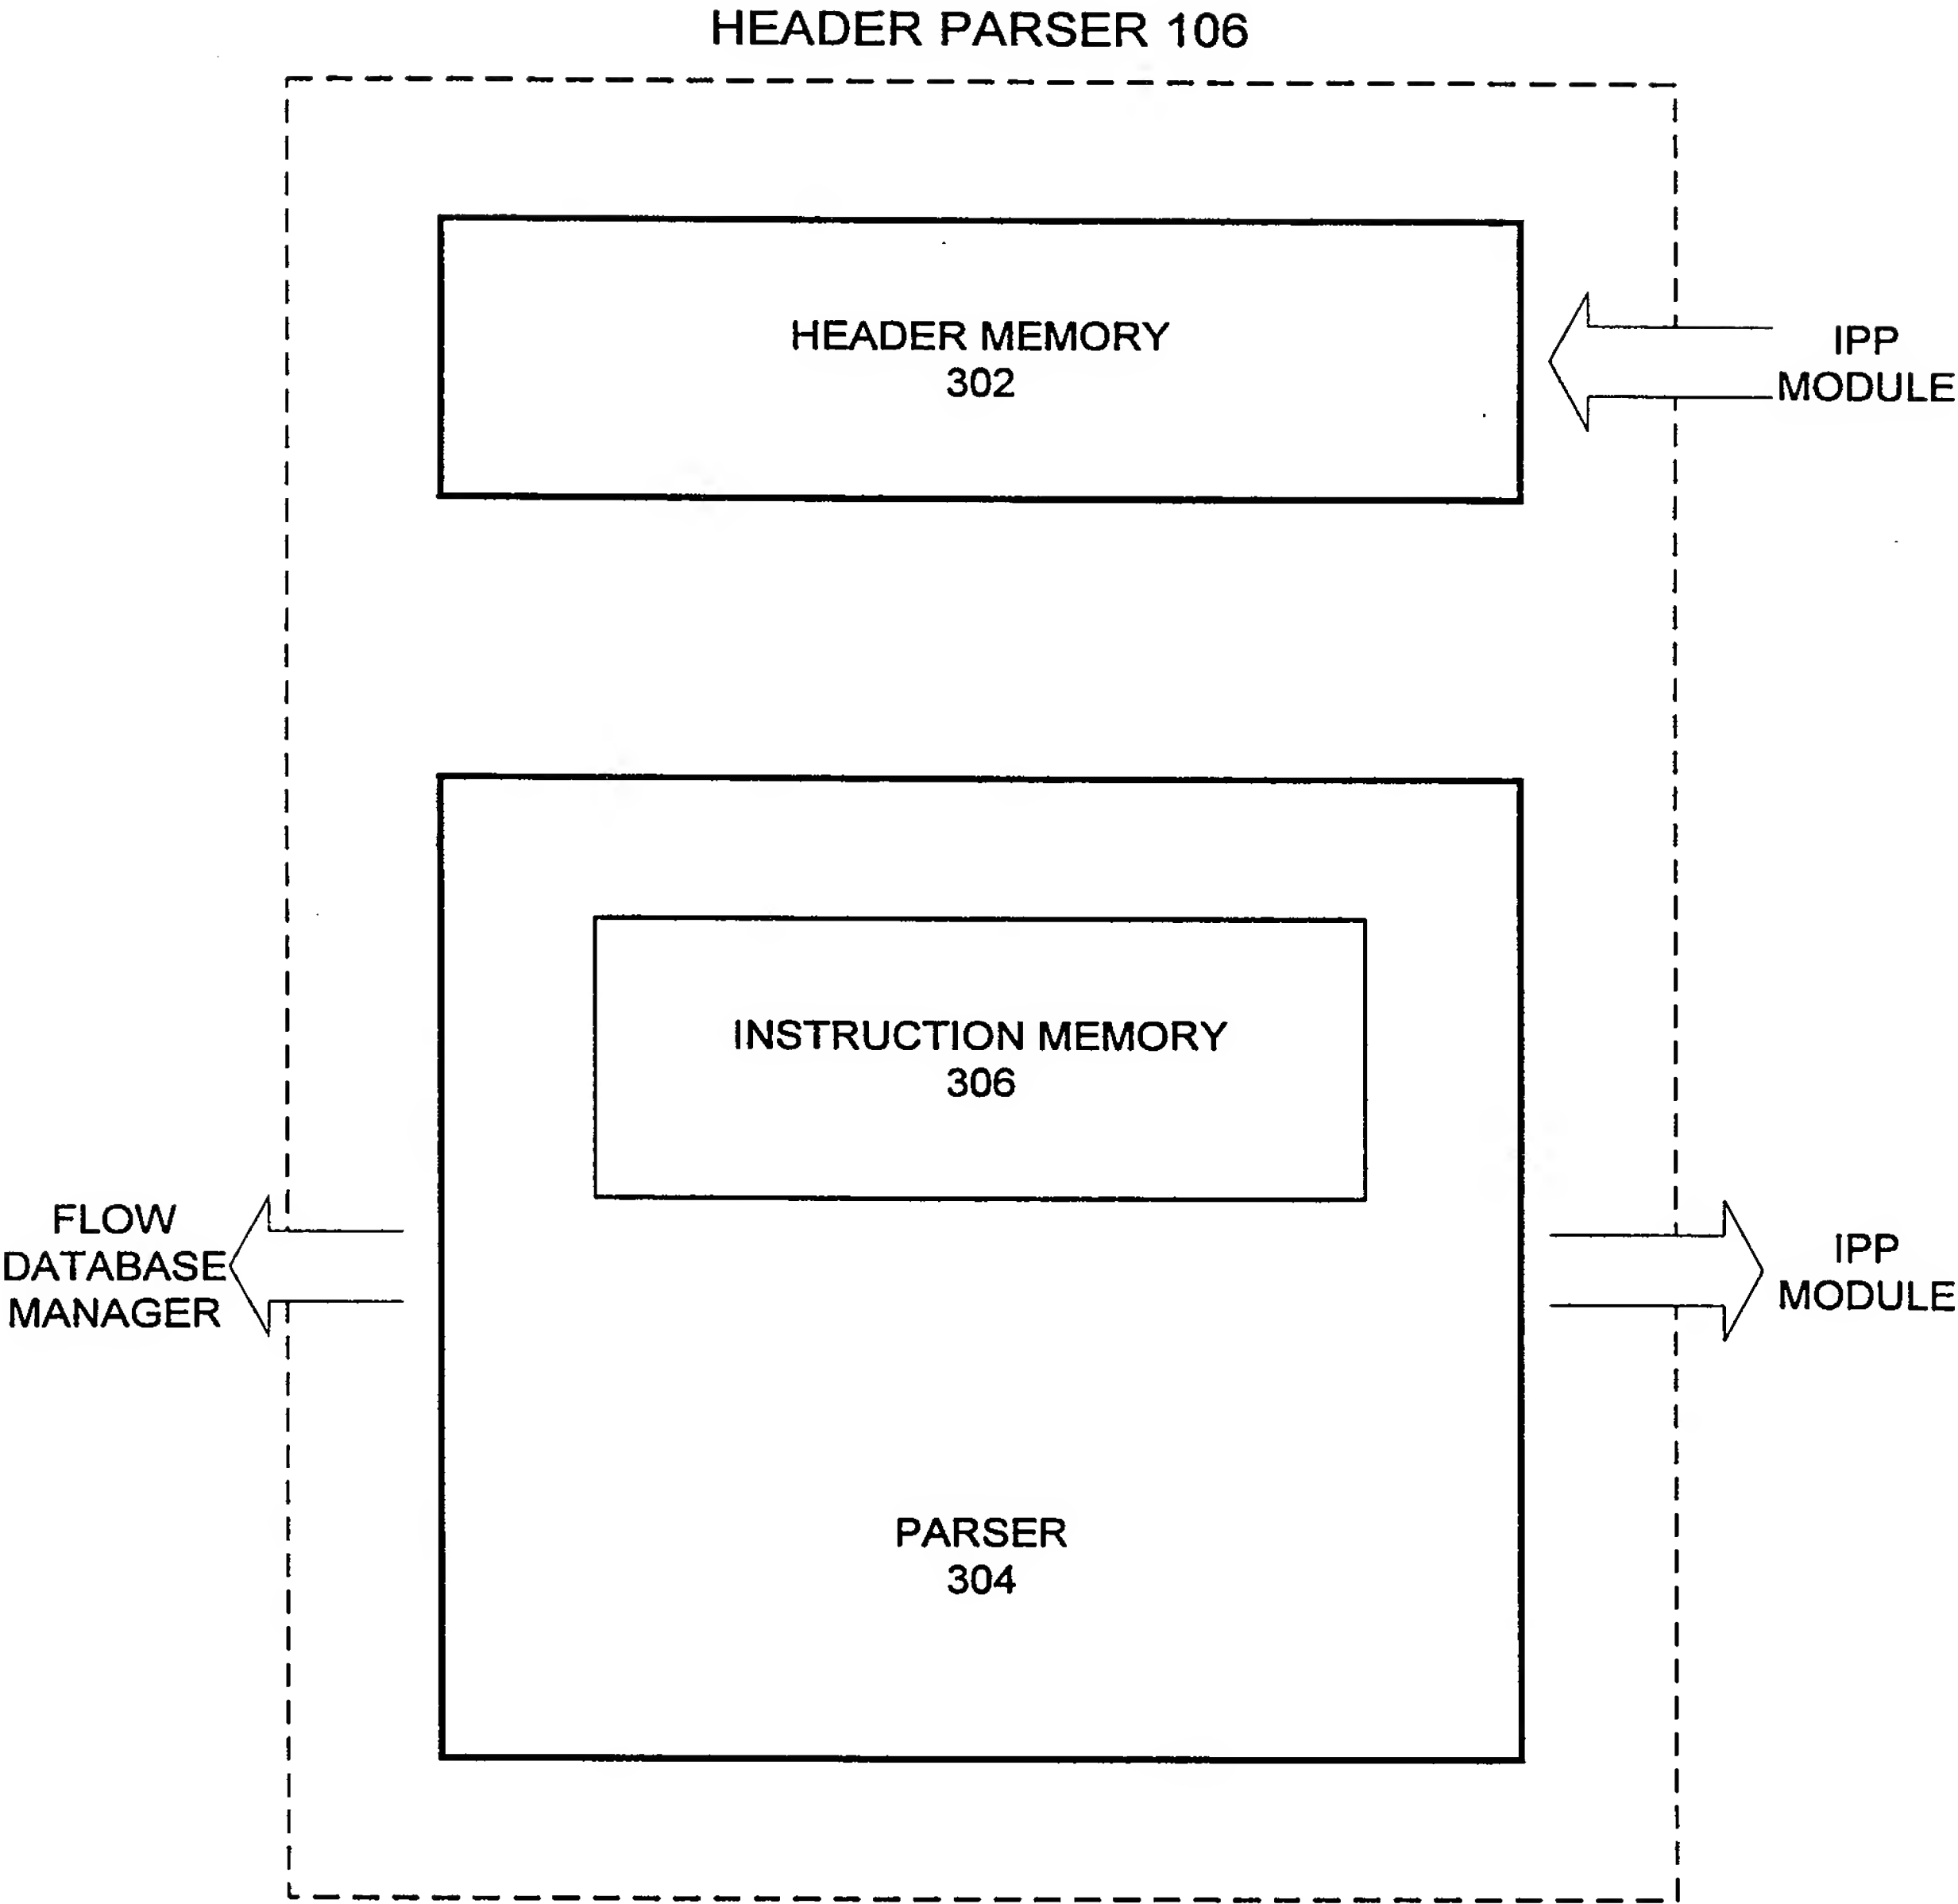 HEADER PARSER 106
HEADER MEMORY
302
IPP
MODULE
INSTRUCTION MEMORY
306
FLOW
DATABASE
MANAGER
IPP
MODULE
PARSER
304